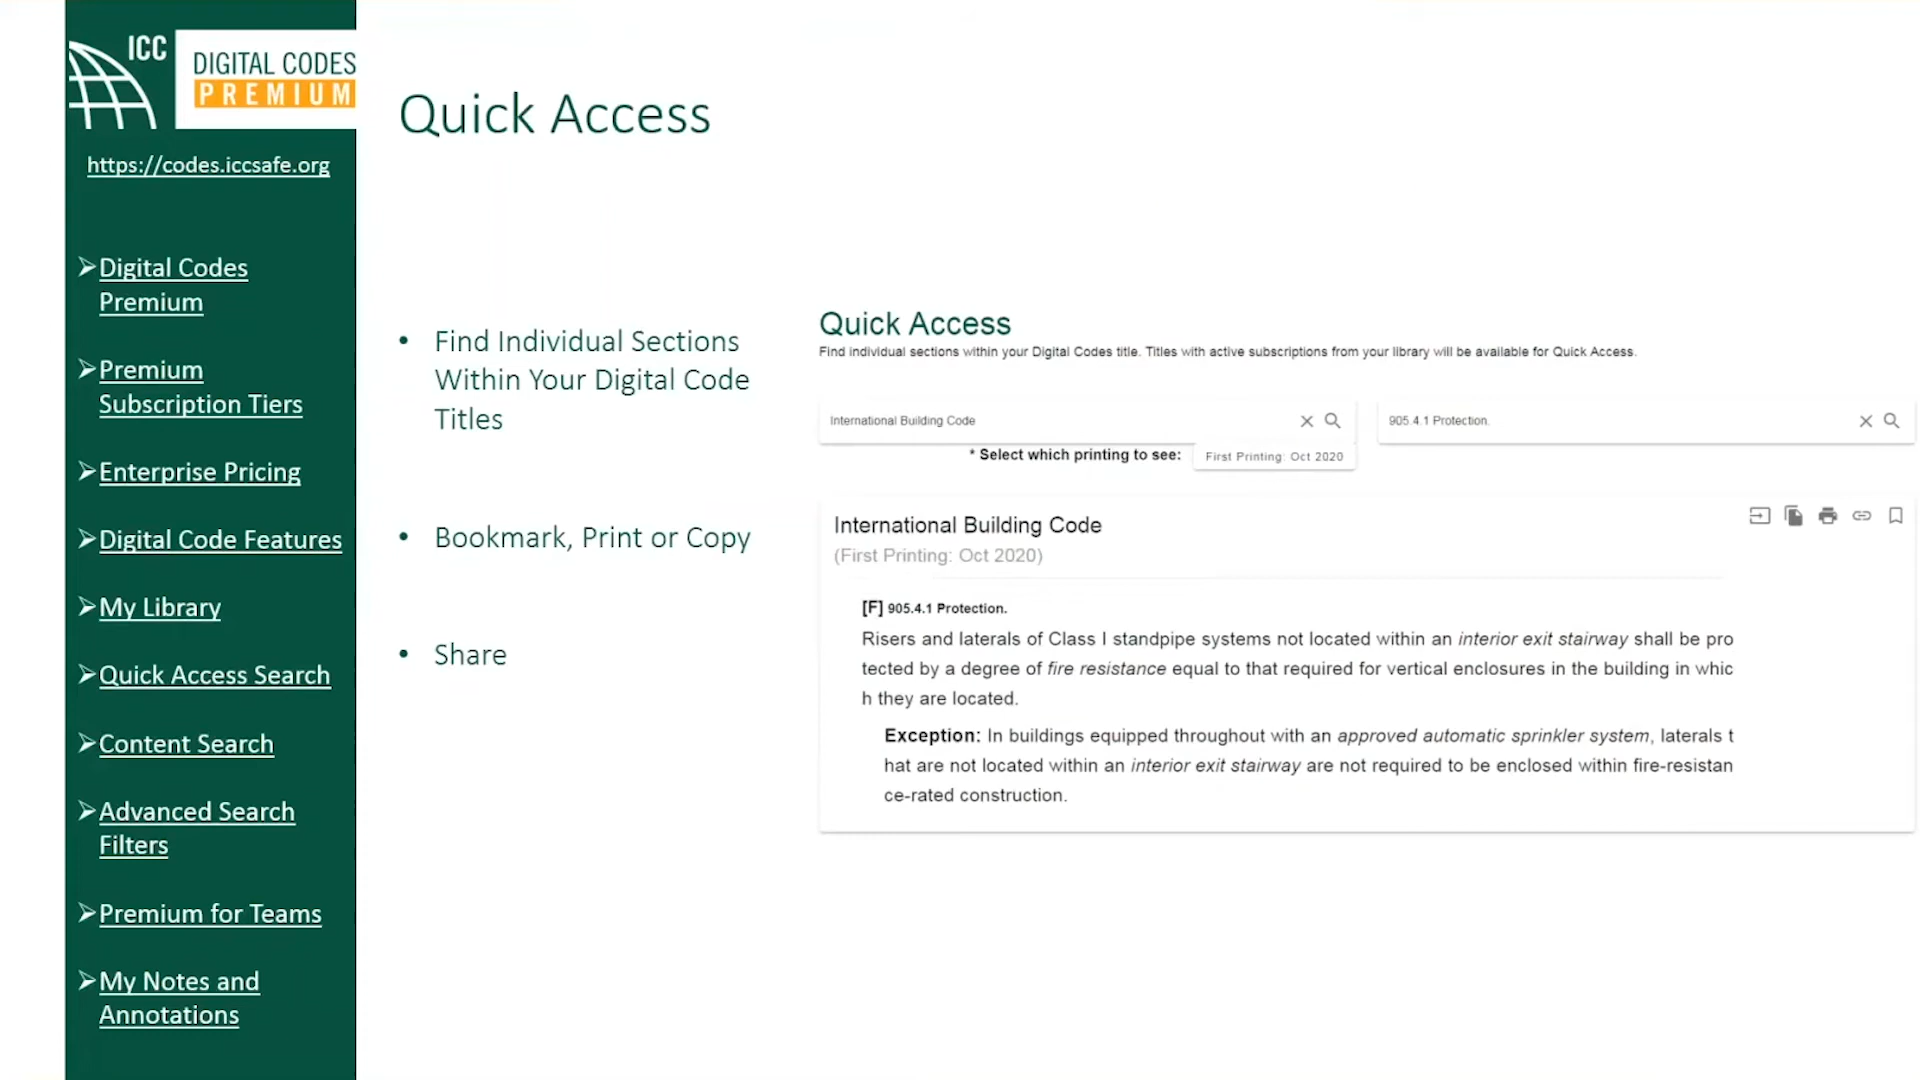 ICC
DIGITAL CODES
PREMIUM
https://codes.iccsafe.org
Digital Codes
Premium
Premium
Subscription Tiers
Enterprise Pricing
Digital Code Features
My Library
Quick Access Search
Content Search
Advanced Search
Filters
Premium for Teams
My Notes and
Annotations
Quick Access
• Find Individual Sections
Within Your Digital Code
Titles
• Bookmark, Print or Copy
• Share
Quick Access
Find individual sections within your Digital Codes title. Titles with active subscriptions from your library will be available for Quick Access.
International Building Code
905.4.1 Protection.
* Select which printing to see: First Printing: Oct 2020
International Building Code
(First Printing: Oct 2020)
[F] 905.4.1 Protection.
Risers and laterals of Class I standpipe systems not located within an interior exit stairway shall be pro
tected by a degree of fire resistance equal to that required for vertical enclosures in the building in whic
h they are located.
Exception: In buildings equipped throughout with an approved automatic sprinkler system, laterals t
hat are not located within an interior exit stairway are not required to be enclosed within fire-resistan
ce-rated construction.